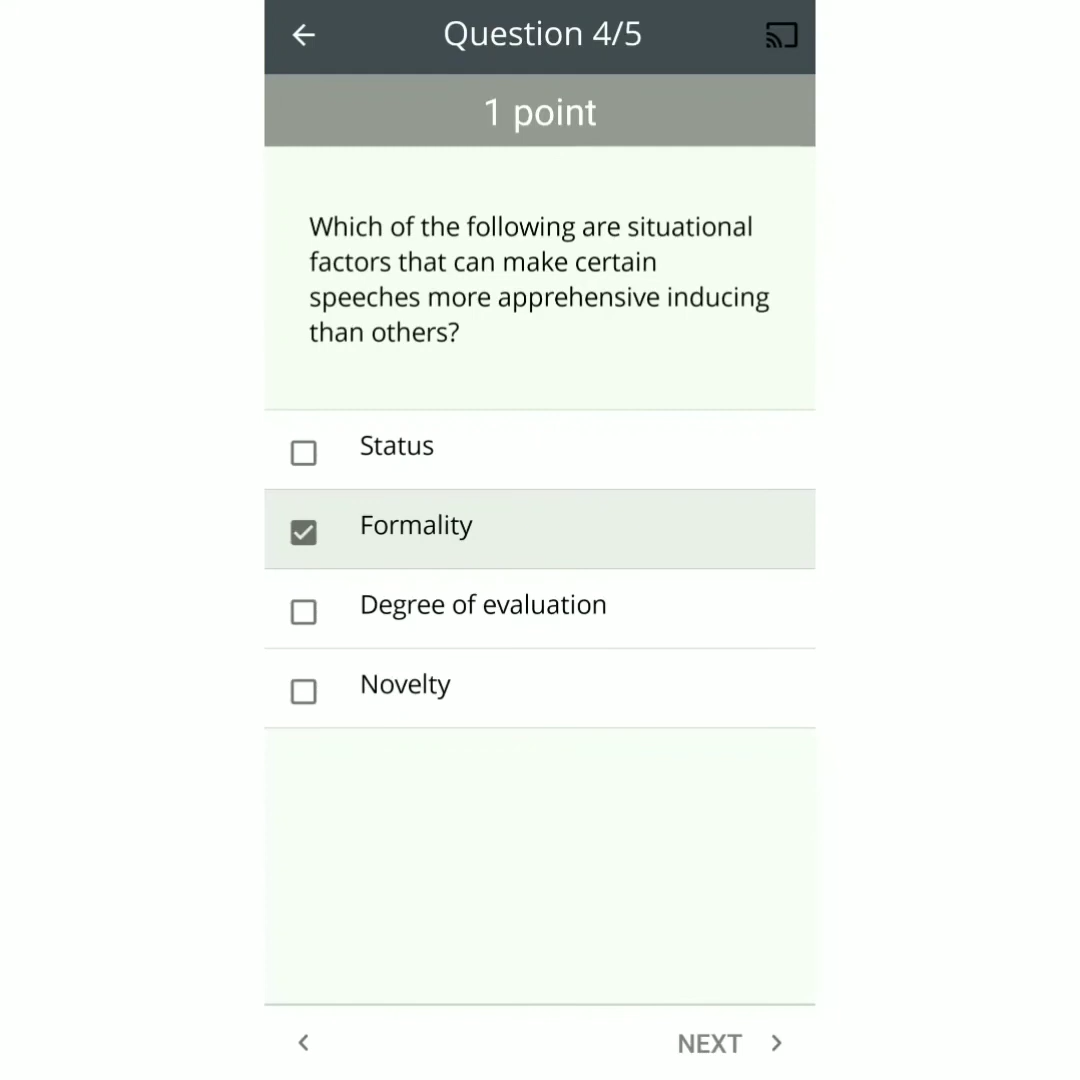 Question 4/5
1 point
Which of the following are situational
factors that can make certain
speeches more apprehensive inducing
than others?
Status
Formality
Degree of evaluation
Novelty
NEXT